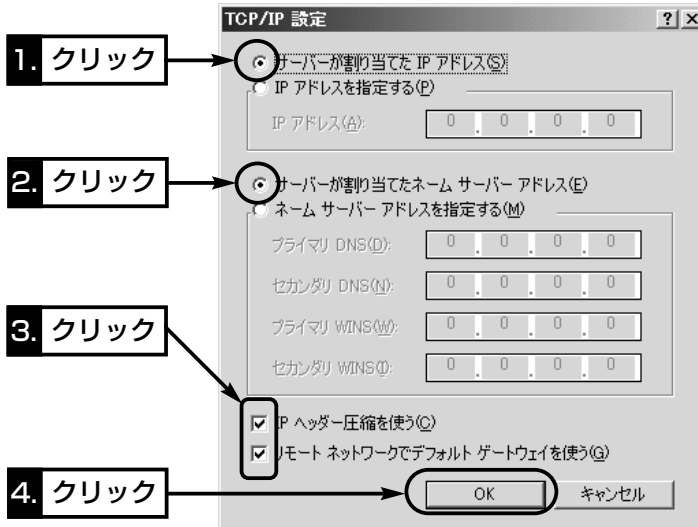 TCP/IP 設定
1. クリック
サーバーが割り当てた IP アドレス(S)
IP アドレスを指定する(P)
IP アドレス(A): 0 . 0 . 0 . 0
2. クリック
サーバーが割り当てたネーム サーバー アドレス(E)
ネーム サーバー アドレスを指定する(M)
プライマリ DNS(D): 0 . 0 . 0 . 0
セカンダリ DNS(N): 0 . 0 . 0 . 0
プライマリ WINS(W): 0 . 0 . 0 . 0
セカンダリ WINS(I): 0 . 0 . 0 . 0
3. クリック
IP ヘッダー圧縮を使う(C)
リモート ネットワークでデフォルト ゲートウェイを使う(G)
4. クリック
OK キャンセル